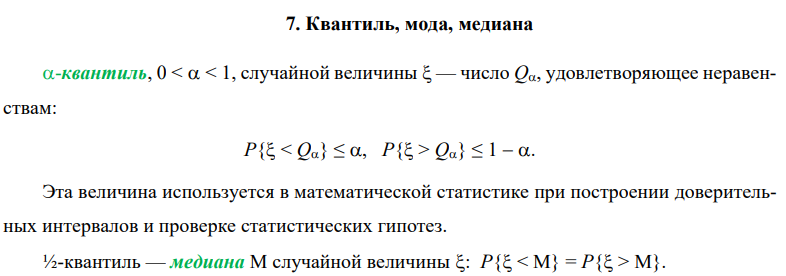 7. Квантиль, мода, медиана
α-квантиль, 0 < α < 1, случайной величины ξ — число Qα, удовлетворяющее неравен-
ствам:
P{ξ < Qα} ≤ α, P{ξ > Qα} ≤ 1 – α.
Эта величина используется в математической статистике при построении доверитель-
ных интервалов и проверке статистических гипотез.
½-квантиль — медиана М случайной величины ξ: P{ξ < М} = P{ξ > М}.